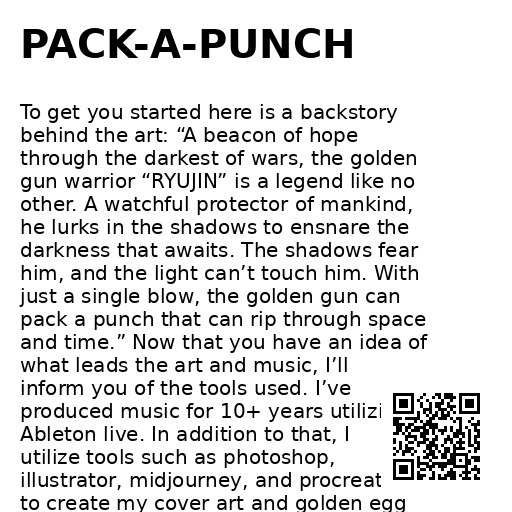 PACK-A-PUNCH
To get you started here is a backstory
behind the art: “A beacon of hope
through the darkest of wars, the golden
gun warrior “RYUJIN” is a legend like no
other. A watchful protector of mankind,
he lurks in the shadows to ensnare the
darkness that awaits. The shadows fear
him, and the light can’t touch him. With
just a single blow, the golden gun can
pack a punch that can rip through space
and time.” Now that you have an idea of
what leads the art and music, I’ll
inform you of the tools used. I’ve
produced music for 10+ years utilizi
Ableton live. In addition to that, I
utilize tools such as photoshop,
illustrator, midjourney, and procreat
to create my cover art and golden egg